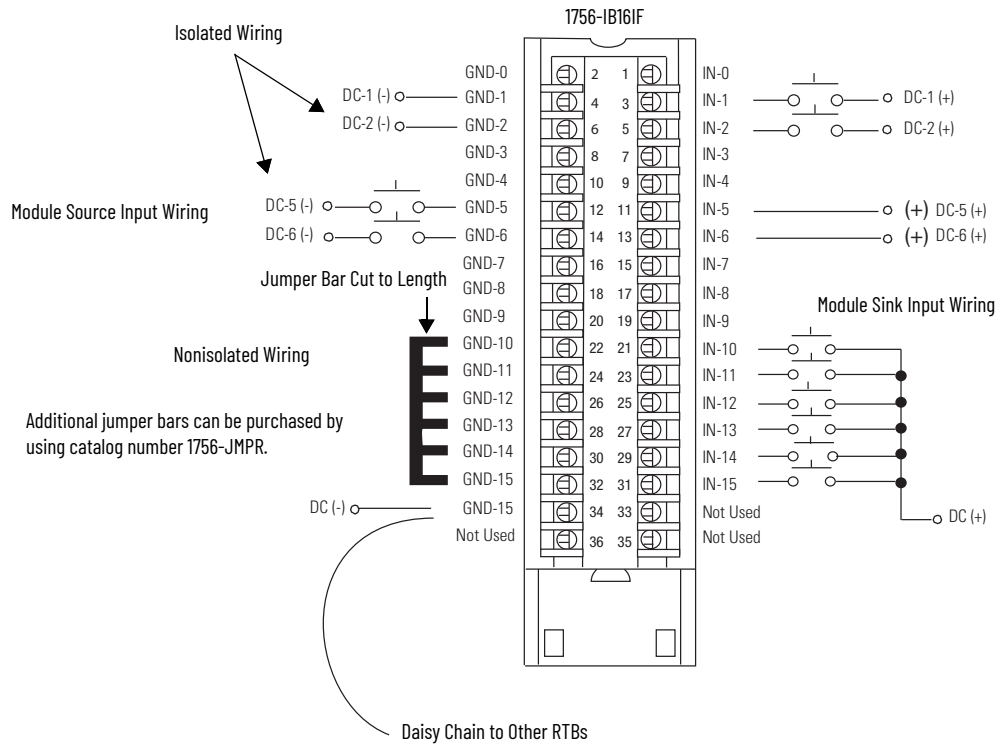 1756-IB16IF
Isolated Wiring
GND-0 2 1 IN-0
DC-1 (-) GND-1 4 3 IN-1 DC-1 (+)
DC-2 (-) GND-2 6 5 IN-2 DC-2 (+)
GND-3 8 7 IN-3
GND-4 10 9 IN-4
Module Source Input Wiring DC-5 (-) GND-5 12 11 IN-5 (+) DC-5 (+)
DC-6 (-) GND-6 14 13 IN-6 (+) DC-6 (+)
GND-7 16 15 IN-7
Jumper Bar Cut to Length GND-8 18 17 IN-8
Module Sink Input Wiring
GND-9 20 19 IN-9
Nonisolated Wiring GND-10 22 21 IN-10
GND-11 24 23 IN-11
GND-12 26 25 IN-12
Additional jumper bars can be purchased by
using catalog number 1756-JMPR.
GND-13 28 27 IN-13
GND-14 30 29 IN-14
GND-15 32 31 IN-15
DC (-) GND-15 34 33 Not Used DC (+)
Not Used 36 35 Not Used
Daisy Chain to Other RTBs